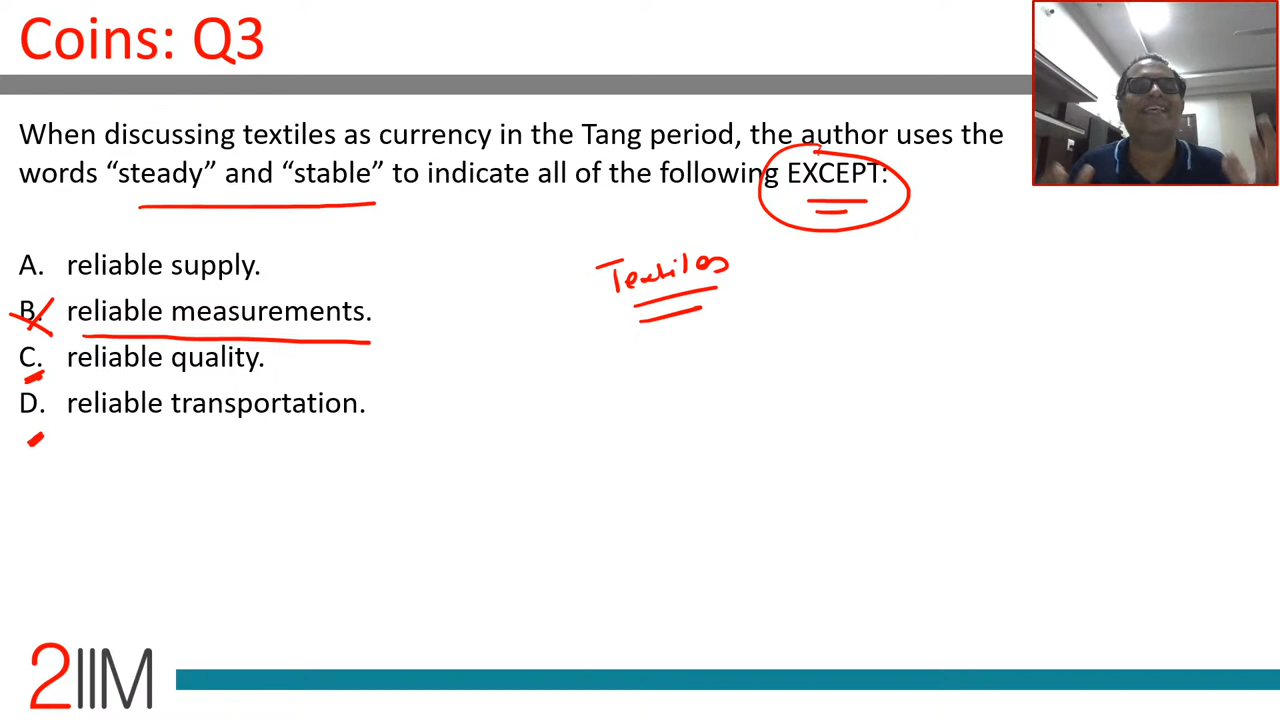 Coins: Q3
When discussing textiles as currency in the Tang period, the author uses the
words “steady” and “stable” to indicate all of the following EXCEPT:
A. reliable supply.
Textiles
B. reliable measurements.
C. reliable quality.
D. reliable transportation.
2IIM